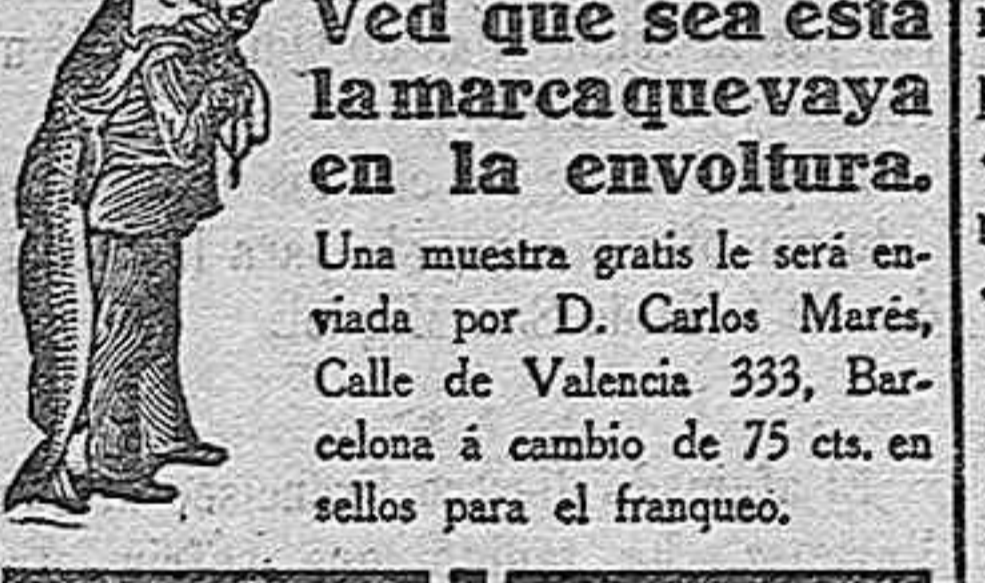 Ved que sea esta
la marca que vaya
en la envoltura.
Una muestra gratis le será en-
viada por D. Carlos Marés,
Calle de Valencia 333, Bar-
celona á cambio de 75 cts. en
sellos para el franqueo.